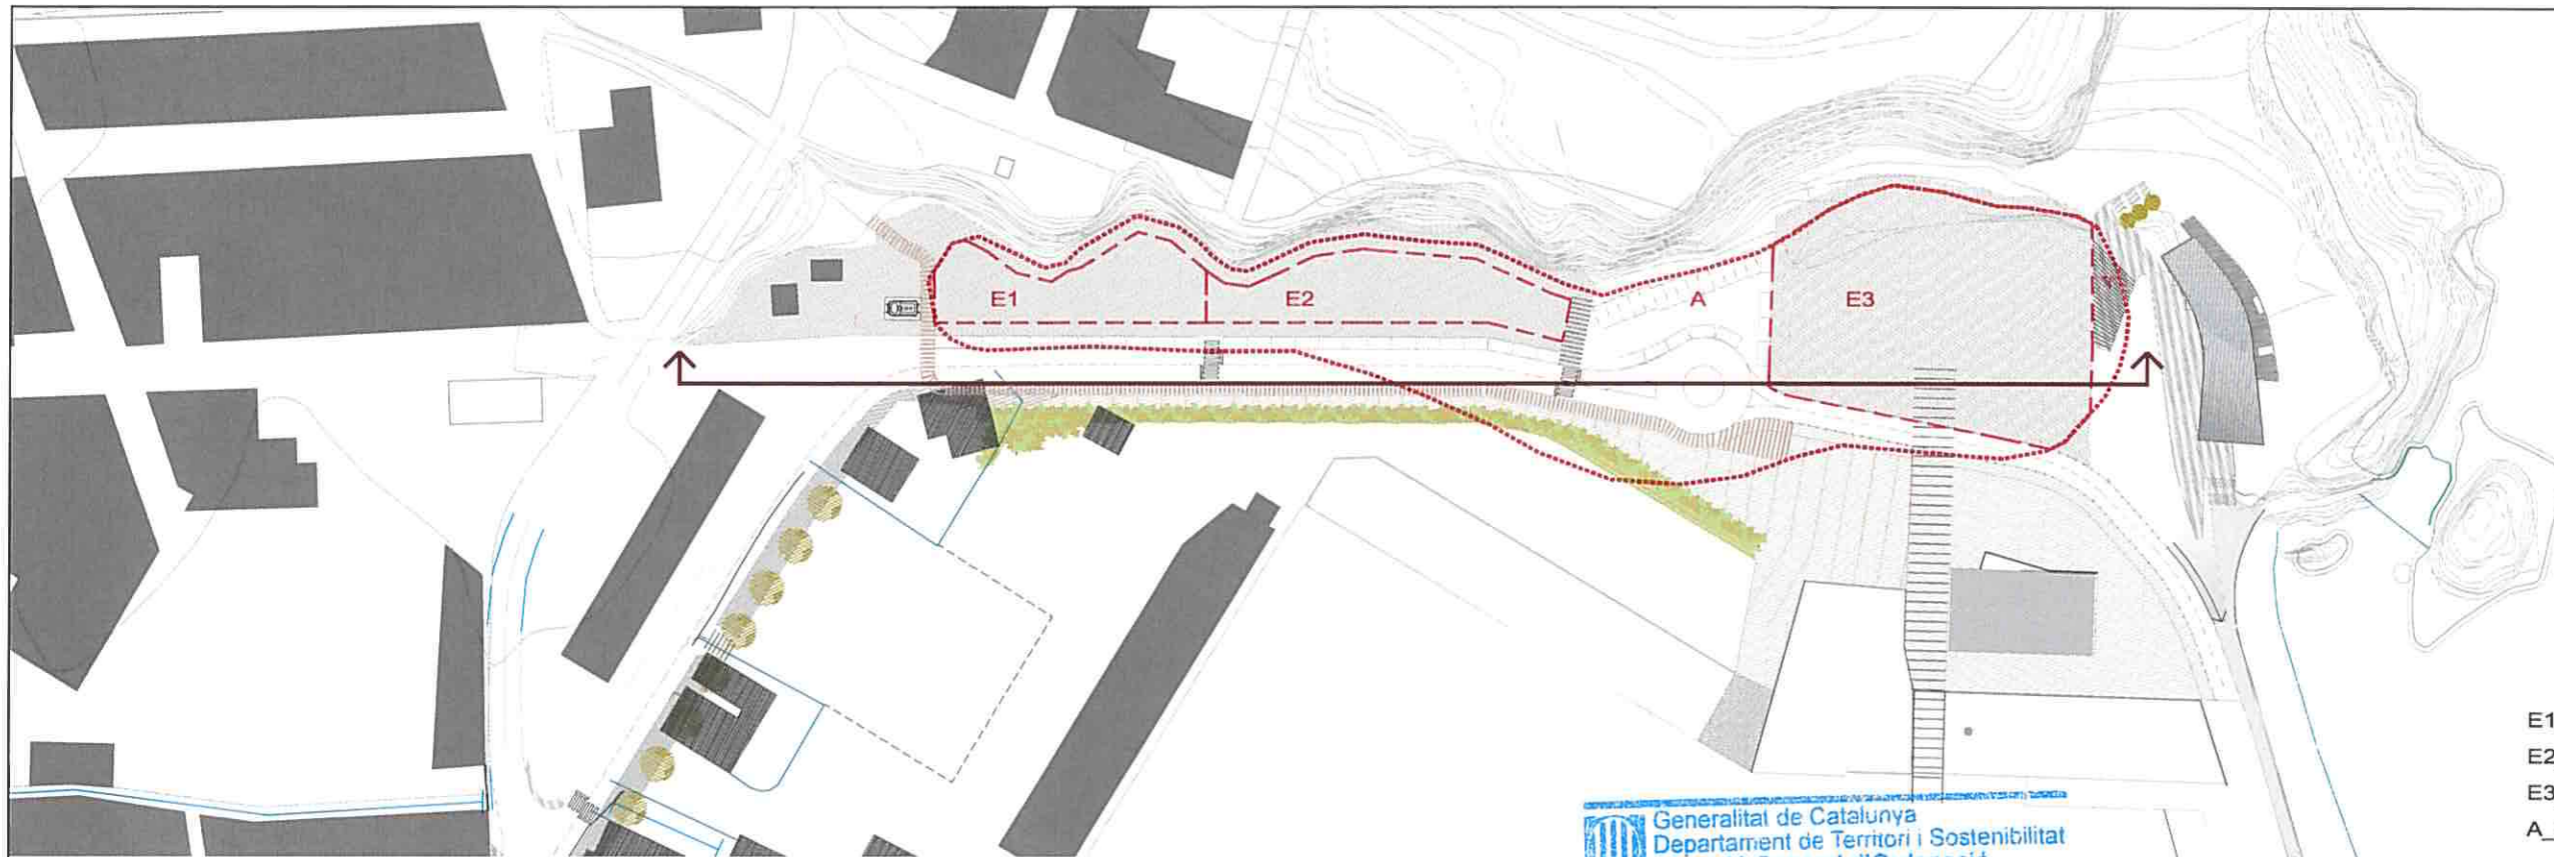 E1
E2
A
E3
E1
E2
E3
A_
Generalitat de Catalunya
Departament de Territori i Sostenibilitat